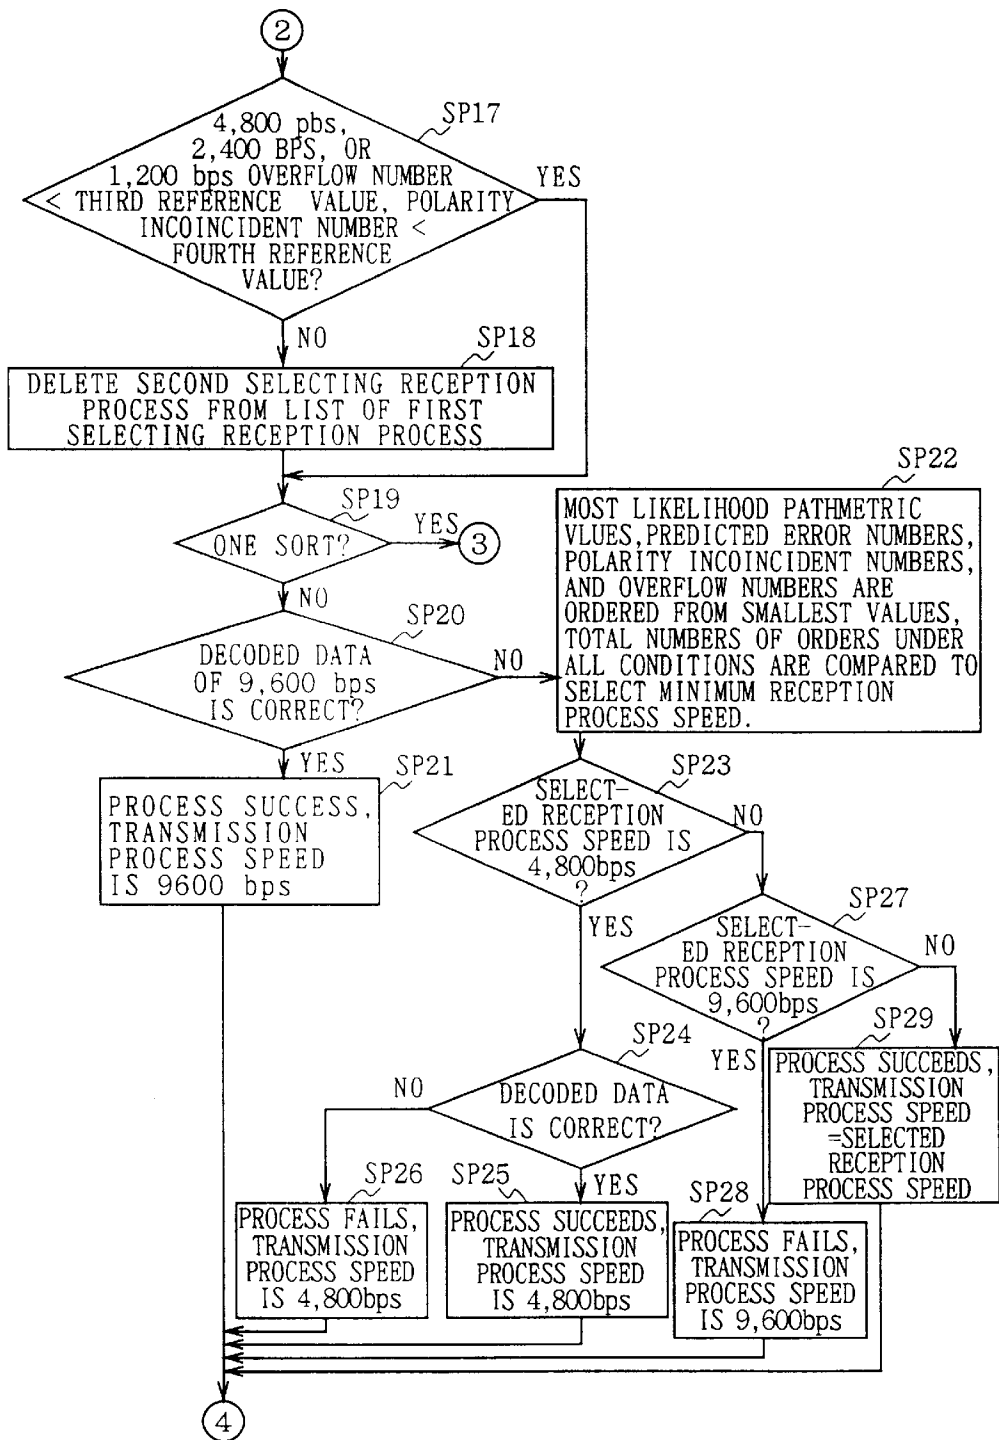 2
SP17
4,800 pbs,
2,400 BPS, OR
1,200 bps OVERFLOW NUMBER
< THIRD REFERENCE VALUE, POLARITY
INCOINCIDENT NUMBER <
FOURTH REFERENCE
VALUE?
YES
NO
SP18
DELETE SECOND SELECTING RECEPTION
PROCESS FROM LIST OF FIRST
SELECTING RECEPTION PROCESS
SP19
ONE SORT?
YES
3
NO
SP20
DECODED DATA
OF 9,600 bps
IS CORRECT?
NO
YES
SP22
MOST LIKELIHOOD PATHMETRIC
VLUES,PREDICTED ERROR NUMBERS,
POLARITY INCOINCIDENT NUMBERS,
AND OVERFLOW NUMBERS ARE
ORDERED FROM SMALLEST VALUES,
TOTAL NUMBERS OF ORDERS UNDER
ALL CONDITIONS ARE COMPARED TO
SELECT MINIMUM RECEPTION
PROCESS SPEED.
SP21
PROCESS SUCCESS,
TRANSMISSION
PROCESS SPEED
IS 9600 bps
SP23
SELECT-
ED RECEPTION
PROCESS SPEED IS
4,800bps
?
NO
YES
SP27
SELECT-
ED RECEPTION
PROCESS SPEED IS
9,600bps
?
NO
YES
SP29
PROCESS SUCCEEDS,
TRANSMISSION
PROCESS SPEED
=SELECTED
RECEPTION
PROCESS SPEED
SP24
DECODED DATA
IS CORRECT?
NO
YES
SP26
PROCESS FAILS,
TRANSMISSION
PROCESS SPEED
IS 4,800bps
SP25
PROCESS SUCCEEDS,
TRANSMISSION
PROCESS SPEED
IS 4,800bps
SP28
PROCESS FAILS,
TRANSMISSION
PROCESS SPEED
IS 9,600bps
4